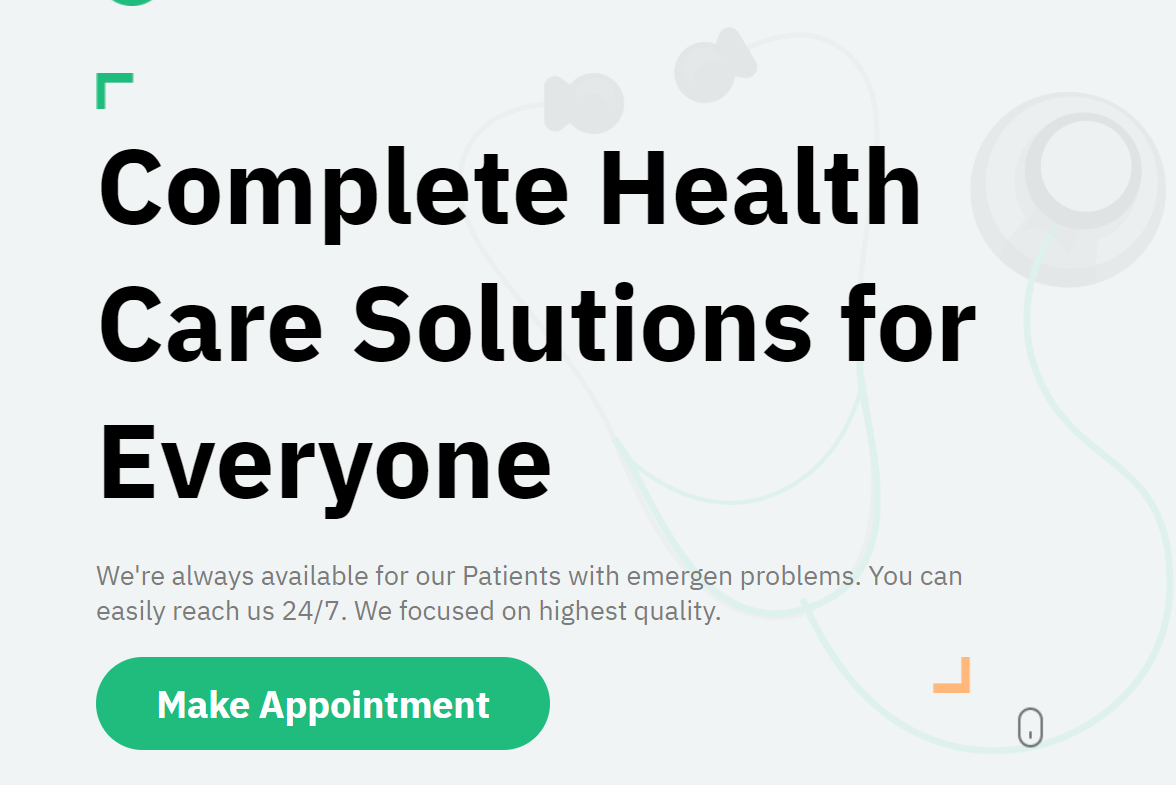 Complete Health
Care Solutions for
Everyone
We're always available for our Patients with emergen problems. You can
easily reach us 24/7. We focused on highest quality.
Make Appointment